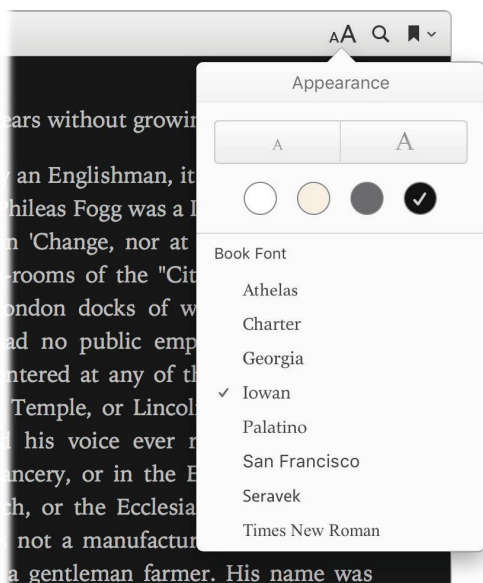 AA
Appearance
A A
ears without growin
an Englishman, it
Phileas Fogg was a
n 'Change, nor at
-rooms of the "Cit
ondon docks of w
ad no public emp
ntered at any of th
Temple, or Lincol
his voice ever r
ancery, or in the E
ch, or the Ecclesia
not a manufactur
a gentleman farmer. His name was
Book Font
Athelas
Charter
Georgia
Iowan
Palatino
San Francisco
Seravek
Times New Roman